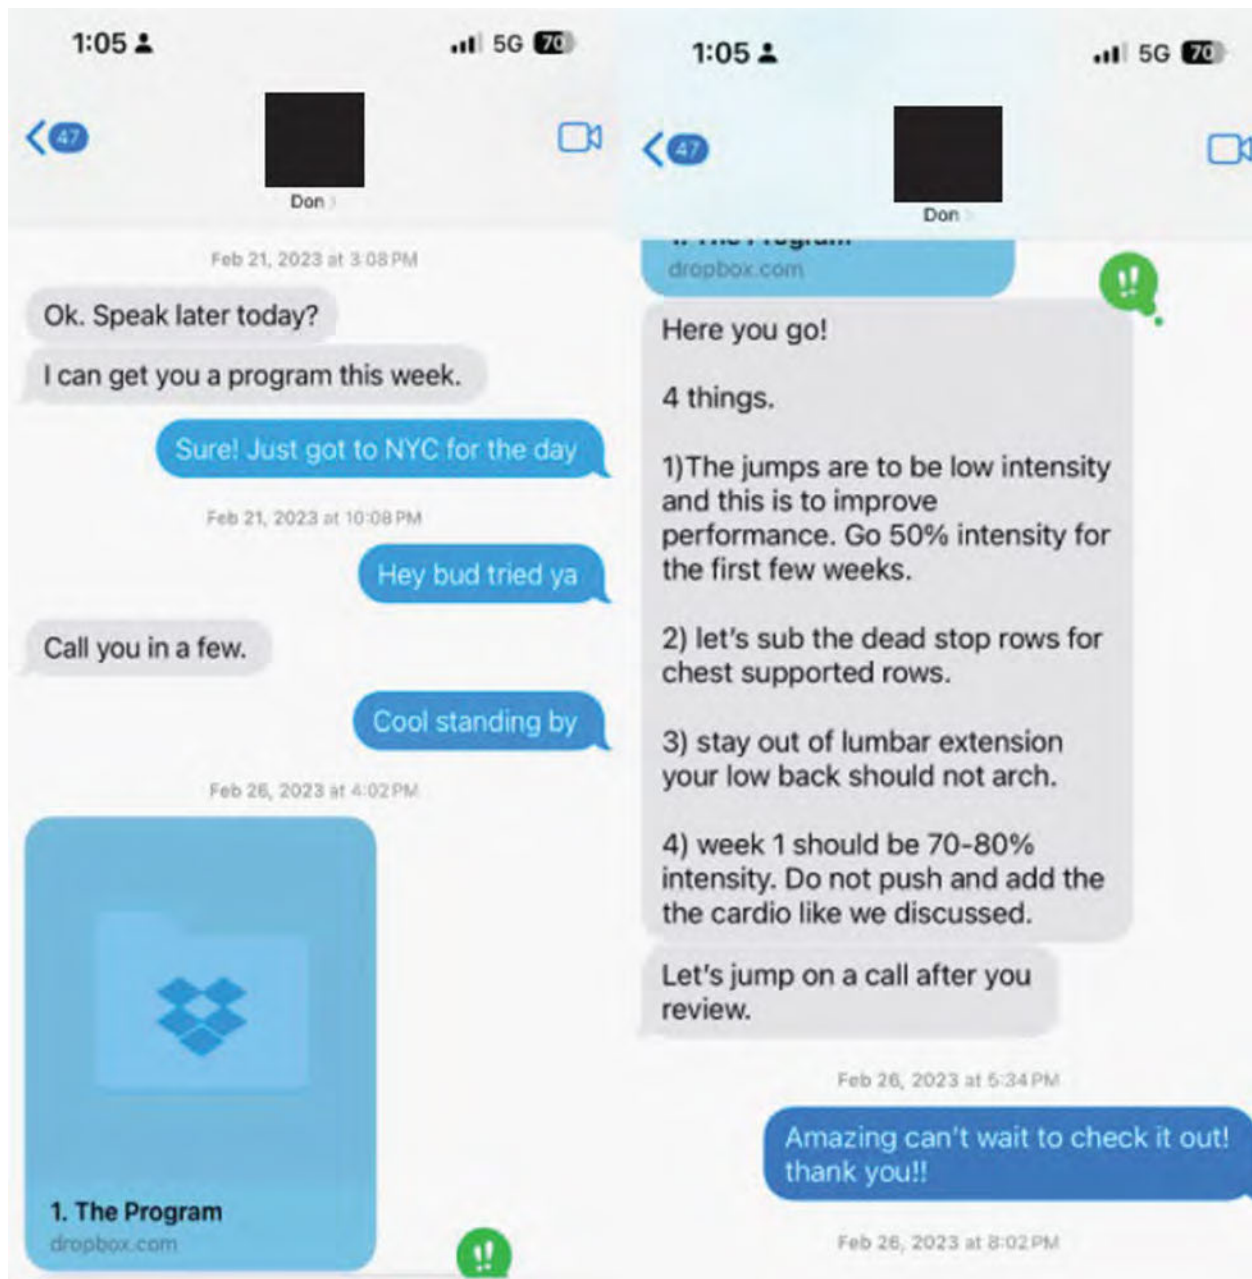 1:05
5G 70
47
Don
Feb 21, 2023 at 3:08 PM
Ok. Speak later today?
I can get you a program this week.
Sure! Just got to NYC for the day
Feb 21, 2023 at 10:08 PM
Hey bud tried ya
Call you in a few.
Cool standing by
Feb 26, 2023 at 4:02 PM
1. The Program
dropbox.com
!!
1:05
5G 70
47
Don
1. The Program
dropbox.com
!!
Here you go!
4 things.
1)The jumps are to be low intensity
and this is to improve
performance. Go 50% intensity for
the first few weeks.
2) let's sub the dead stop rows for
chest supported rows.
3) stay out of lumbar extension
your low back should not arch.
4) week 1 should be 70-80%
intensity. Do not push and add the
the cardio like we discussed.
Let's jump on a call after you
review.
Feb 26, 2023 at 5:34 PM
Amazing can't wait to check it out!
thank you!!
Feb 26, 2023 at 8:02 PM